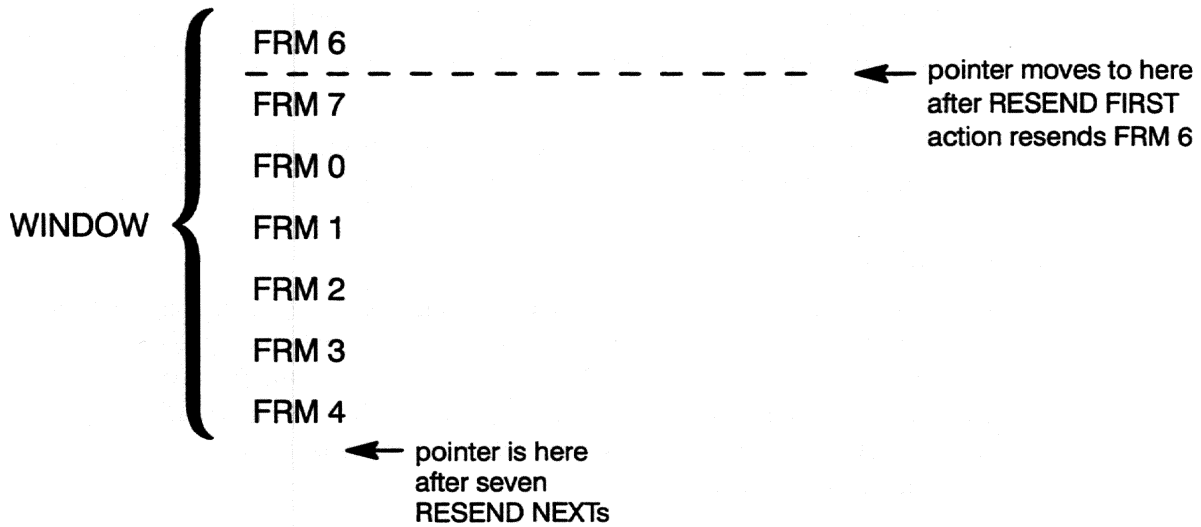 FRM 6
pointer moves to here
after RESEND FIRST
action resends FRM 6
FRM 7
FRM 0
WINDOW
FRM 1
FRM 2
FRM 3
FRM 4
pointer is here
after seven
RESEND NEXTs